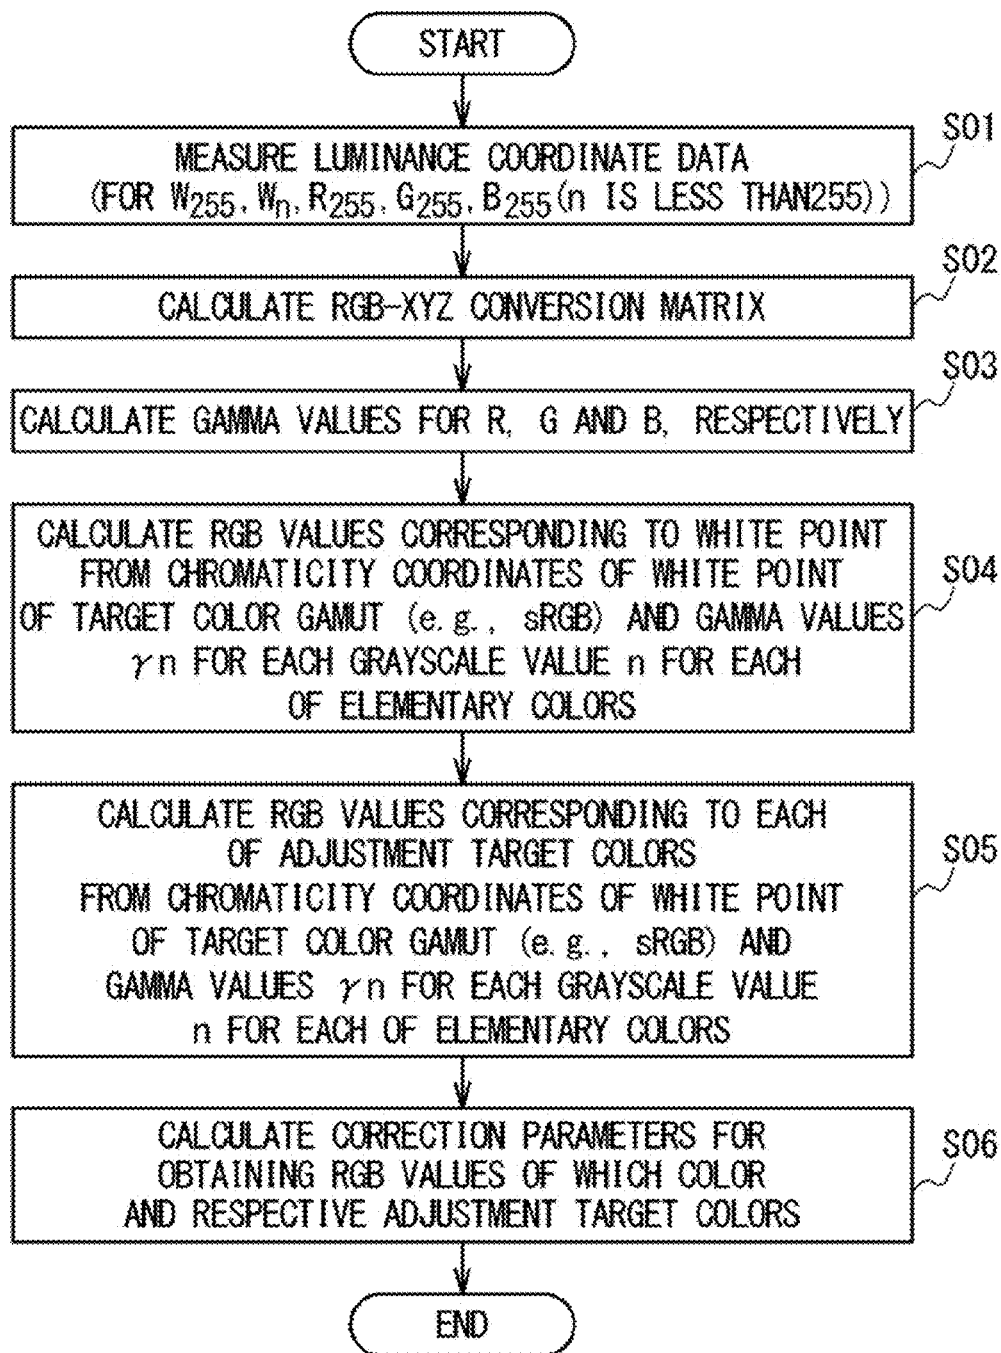 START
S01
MEASURE LUMINANCE COORDINATE DATA
(FOR W255, Wn, R255, G255, B255(n IS LESS THAN255))
S02
CALCULATE RGB-XYZ CONVERSION MATRIX
S03
CALCULATE GAMMA VALUES FOR R, G AND B, RESPECTIVELY
S04
CALCULATE RGB VALUES CORRESPONDING TO WHITE POINT
FROM CHROMATICITY COORDINATES OF WHITE POINT
OF TARGET COLOR GAMUT (e.g., sRGB) AND GAMMA VALUES
γn FOR EACH GRAYSCALE VALUE n FOR EACH
OF ELEMENTARY COLORS
S05
CALCULATE RGB VALUES CORRESPONDING TO EACH
OF ADJUSTMENT TARGET COLORS
FROM CHROMATICITY COORDINATES OF WHITE POINT
OF TARGET COLOR GAMUT (e.g., sRGB) AND
GAMMA VALUES γn FOR EACH GRAYSCALE VALUE
n FOR EACH OF ELEMENTARY COLORS
S06
CALCULATE CORRECTION PARAMETERS FOR
OBTAINING RGB VALUES OF WHICH COLOR
AND RESPECTIVE ADJUSTMENT TARGET COLORS
END